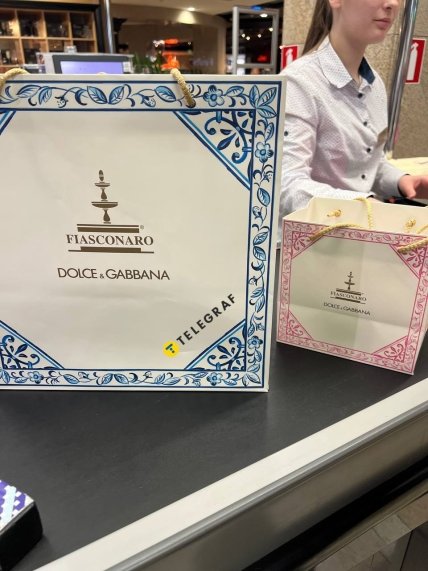 FIASCONARO
DOLCE & GABBANA
TELEGRAF
FIASCONARO
DOLCE & GABBANA